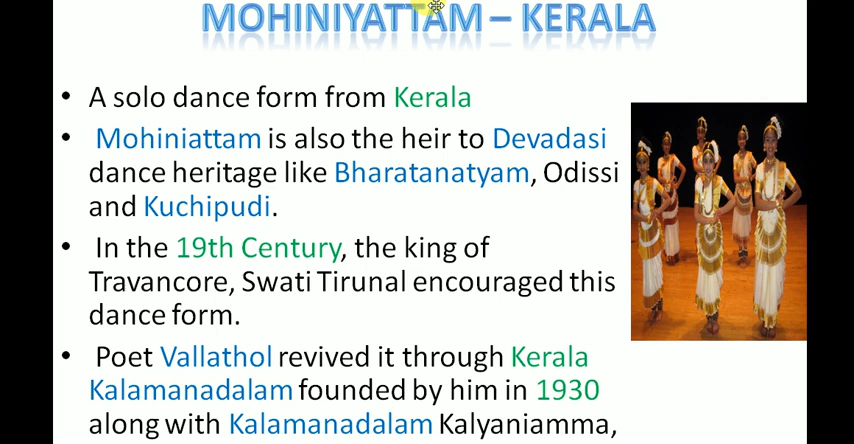 MOHINIYATTAM – KERALA
• A solo dance form from Kerala
• Mohiniattam is also the heir to Devadasi
dance heritage like Bharatanatyam, Odissi
and Kuchipudi.
• In the 19th Century, the king of
Travancore, Swati Tirunal encouraged this
dance form.
• Poet Vallathol revived it through Kerala
Kalamanadalam founded by him in 1930
along with Kalamanadalam Kalyaniamma,